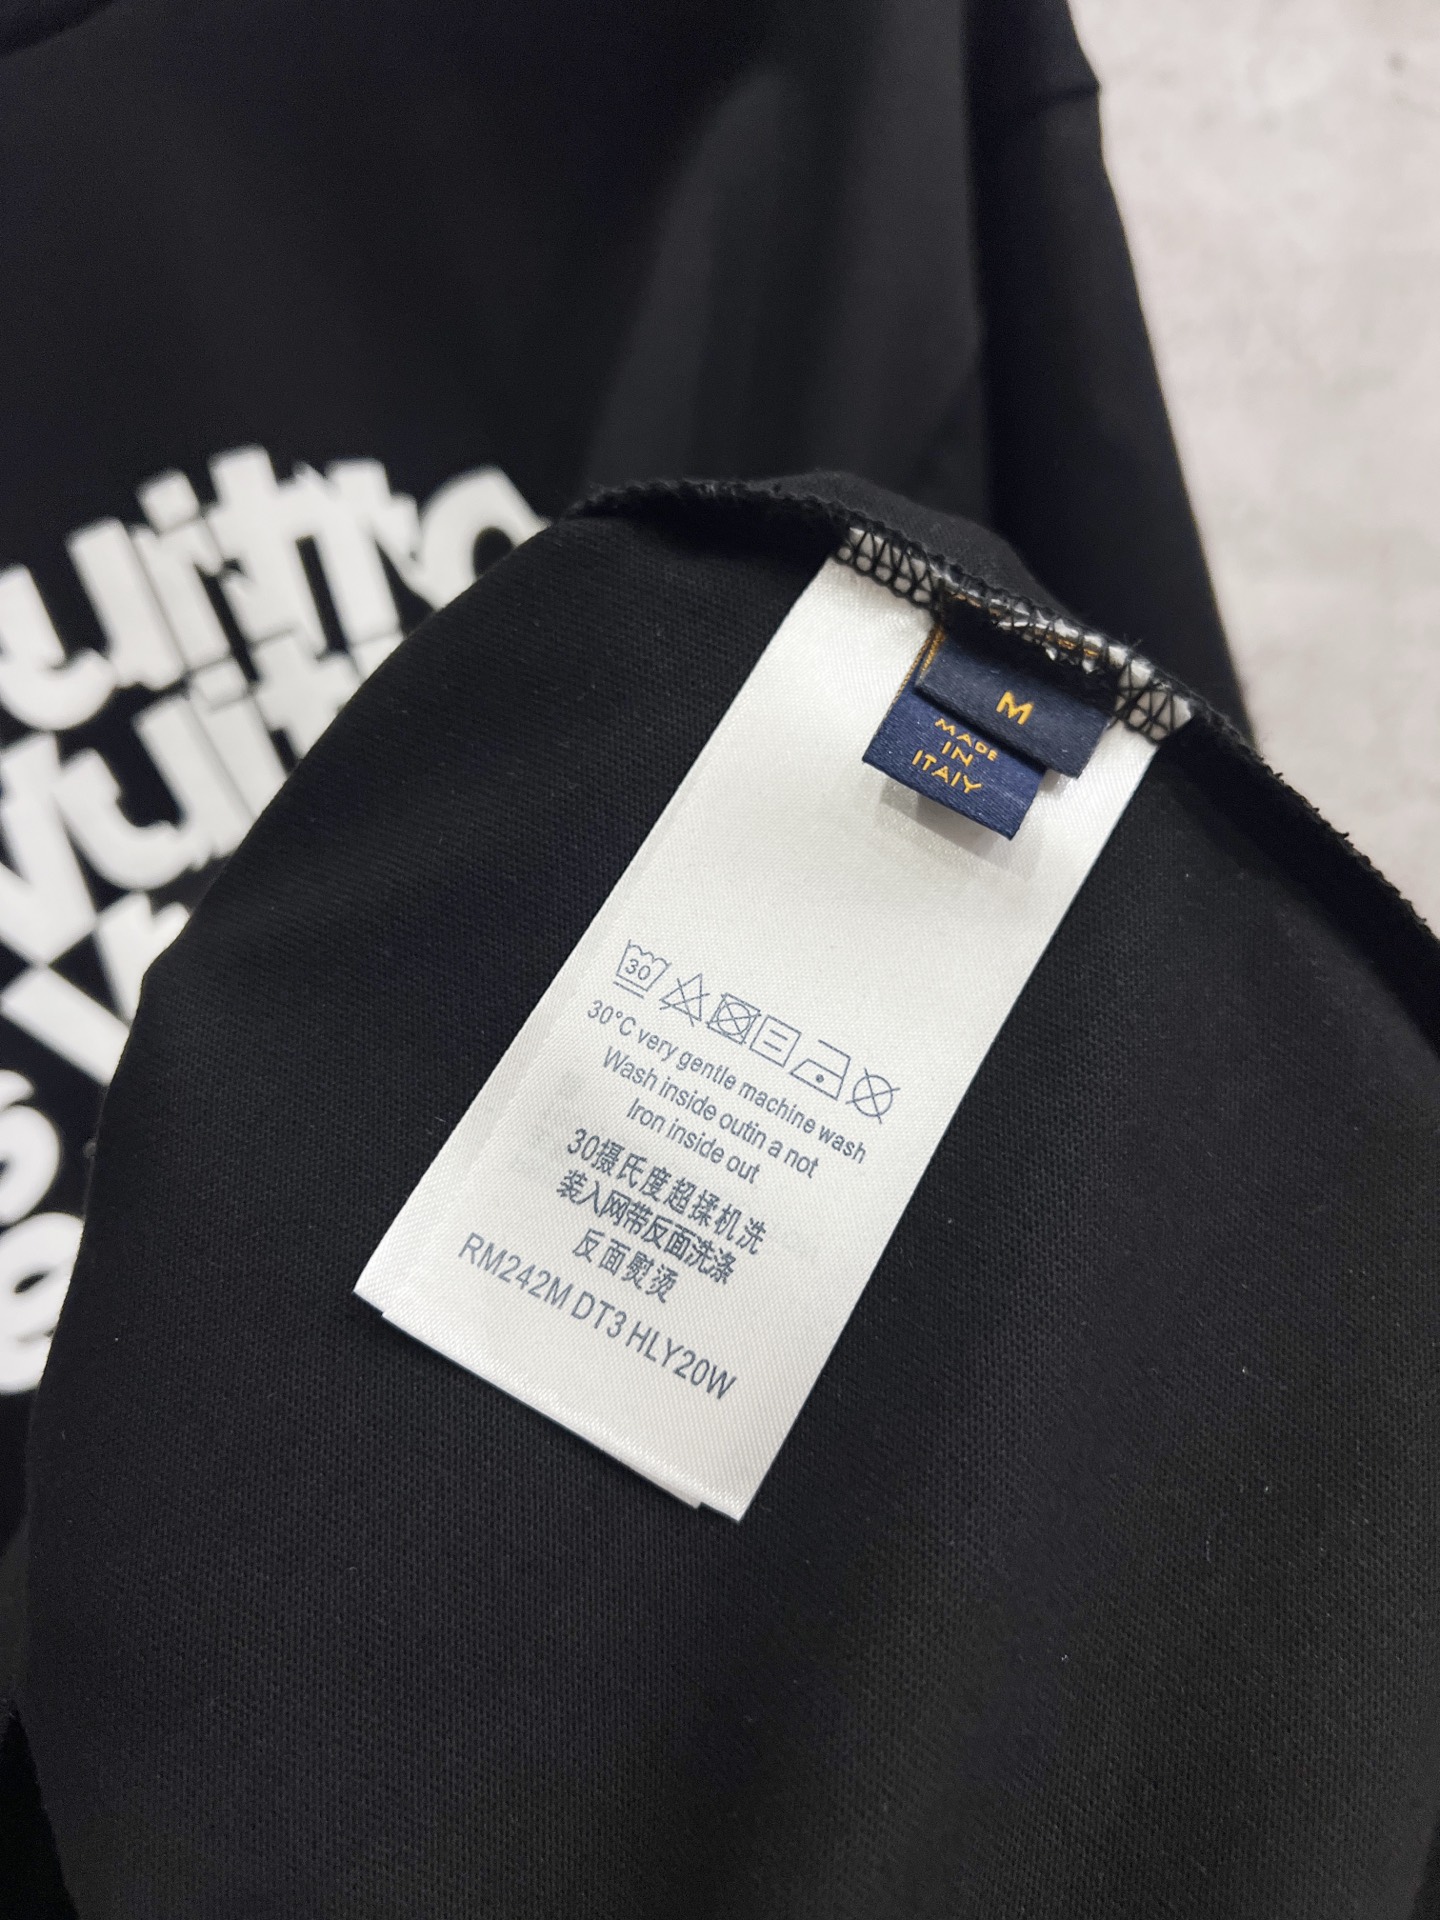 M
MADE
IN
ITALY
30
30°C very gentle machine wash
Wash inside outin a not
Iron inside out
30摄氏度超揉机洗
装入网带反面洗涤
反面熨烫
RM242M DT3 HLY20W